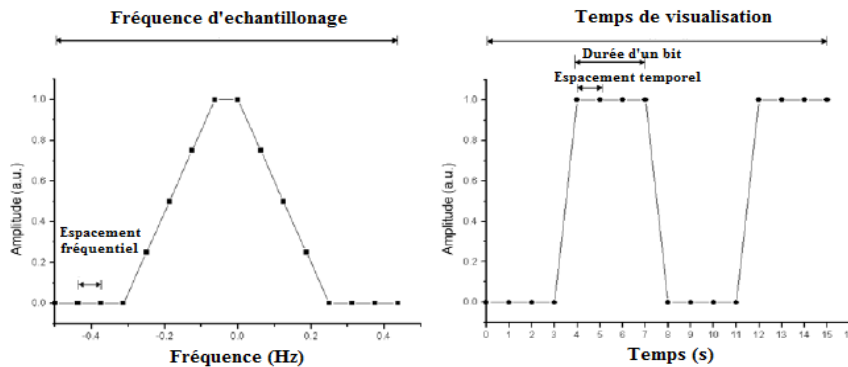 Fréquence d'echantillonage
Amplitude (a.u.)
1.0
0.8
0.6
0.4
0.2
0.0
Espacement
fréquentiel
-0.4 -0.2 0.0 0.2 0.4
Fréquence (Hz)
Temps de visualisation
Durée d'un bit
Espacement temporel
Amplitude (a.u.)
1.0
0.8
0.6
0.4
0.2
0.0
0 1 2 3 4 5 6 7 8 9 10 11 12 13 14 15
Temps (s)